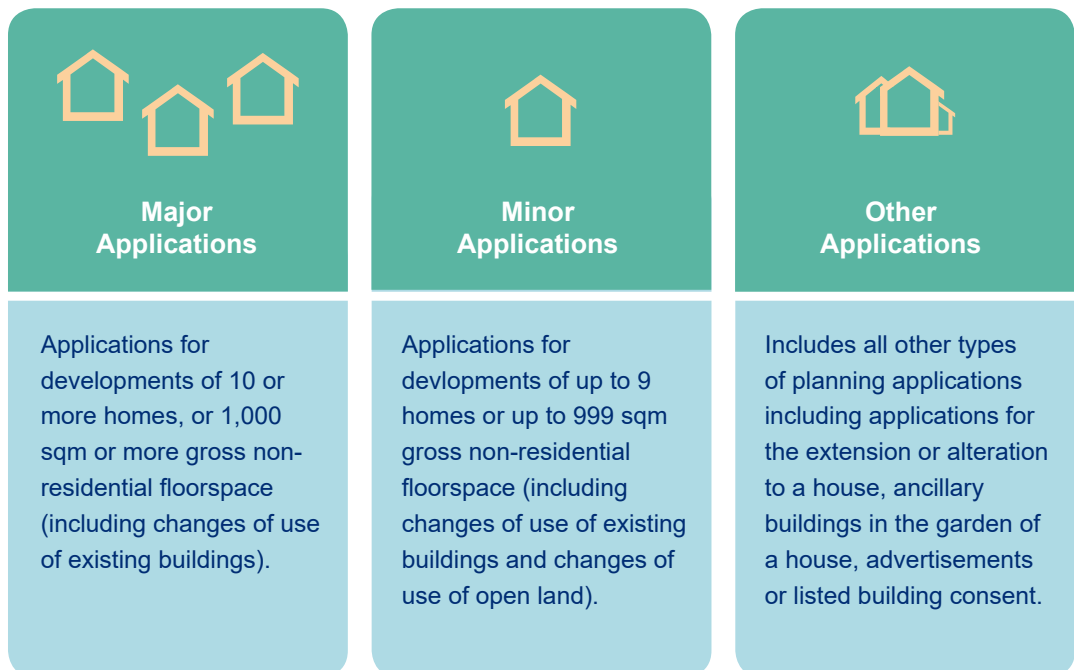 Major
Applications
Applications for
developments of 10 or
more homes, or 1,000
sqm or more gross non-
residential floorspace
(including changes of use
of existing buildings).
Minor
Applications
Applications for
devlopments of up to 9
homes or up to 999 sqm
gross non-residential
floorspace (including
changes of use of existing
buildings and changes of
use of open land).
Other
Applications
Includes all other types
of planning applications
including applications for
the extension or alteration
to a house, ancillary
buildings in the garden of
a house, advertisements
or listed building consent.